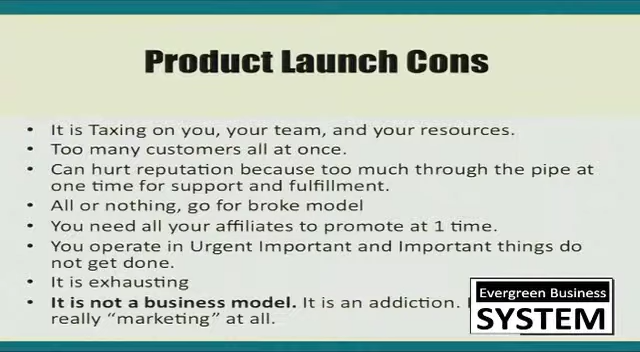 Product Launch Cons
• It is Taxing on you, your team, and your resources.
• Too many customers all at once.
• Can hurt reputation because too much through the pipe at
one time for support and fulfillment.
• All or nothing, go for broke model
• You need all your affiliates to promote at 1 time.
• You operate in Urgent Important and Important things do
not get done.
• It is exhausting
• It is not a business model. It is an addiction.
really “marketing” at all.
Evergreen Business
SYSTEM